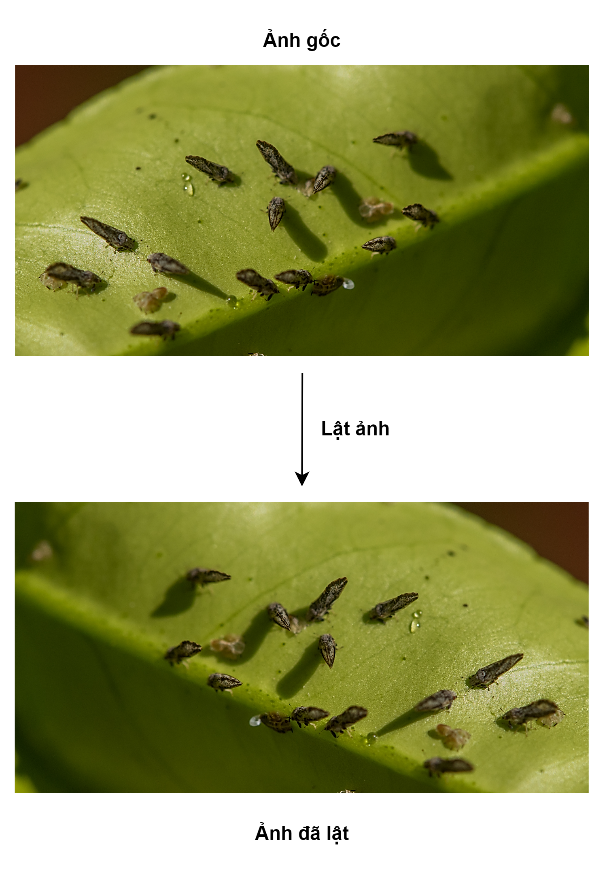 Ảnh gốc
Lật ảnh
Ảnh đã lật